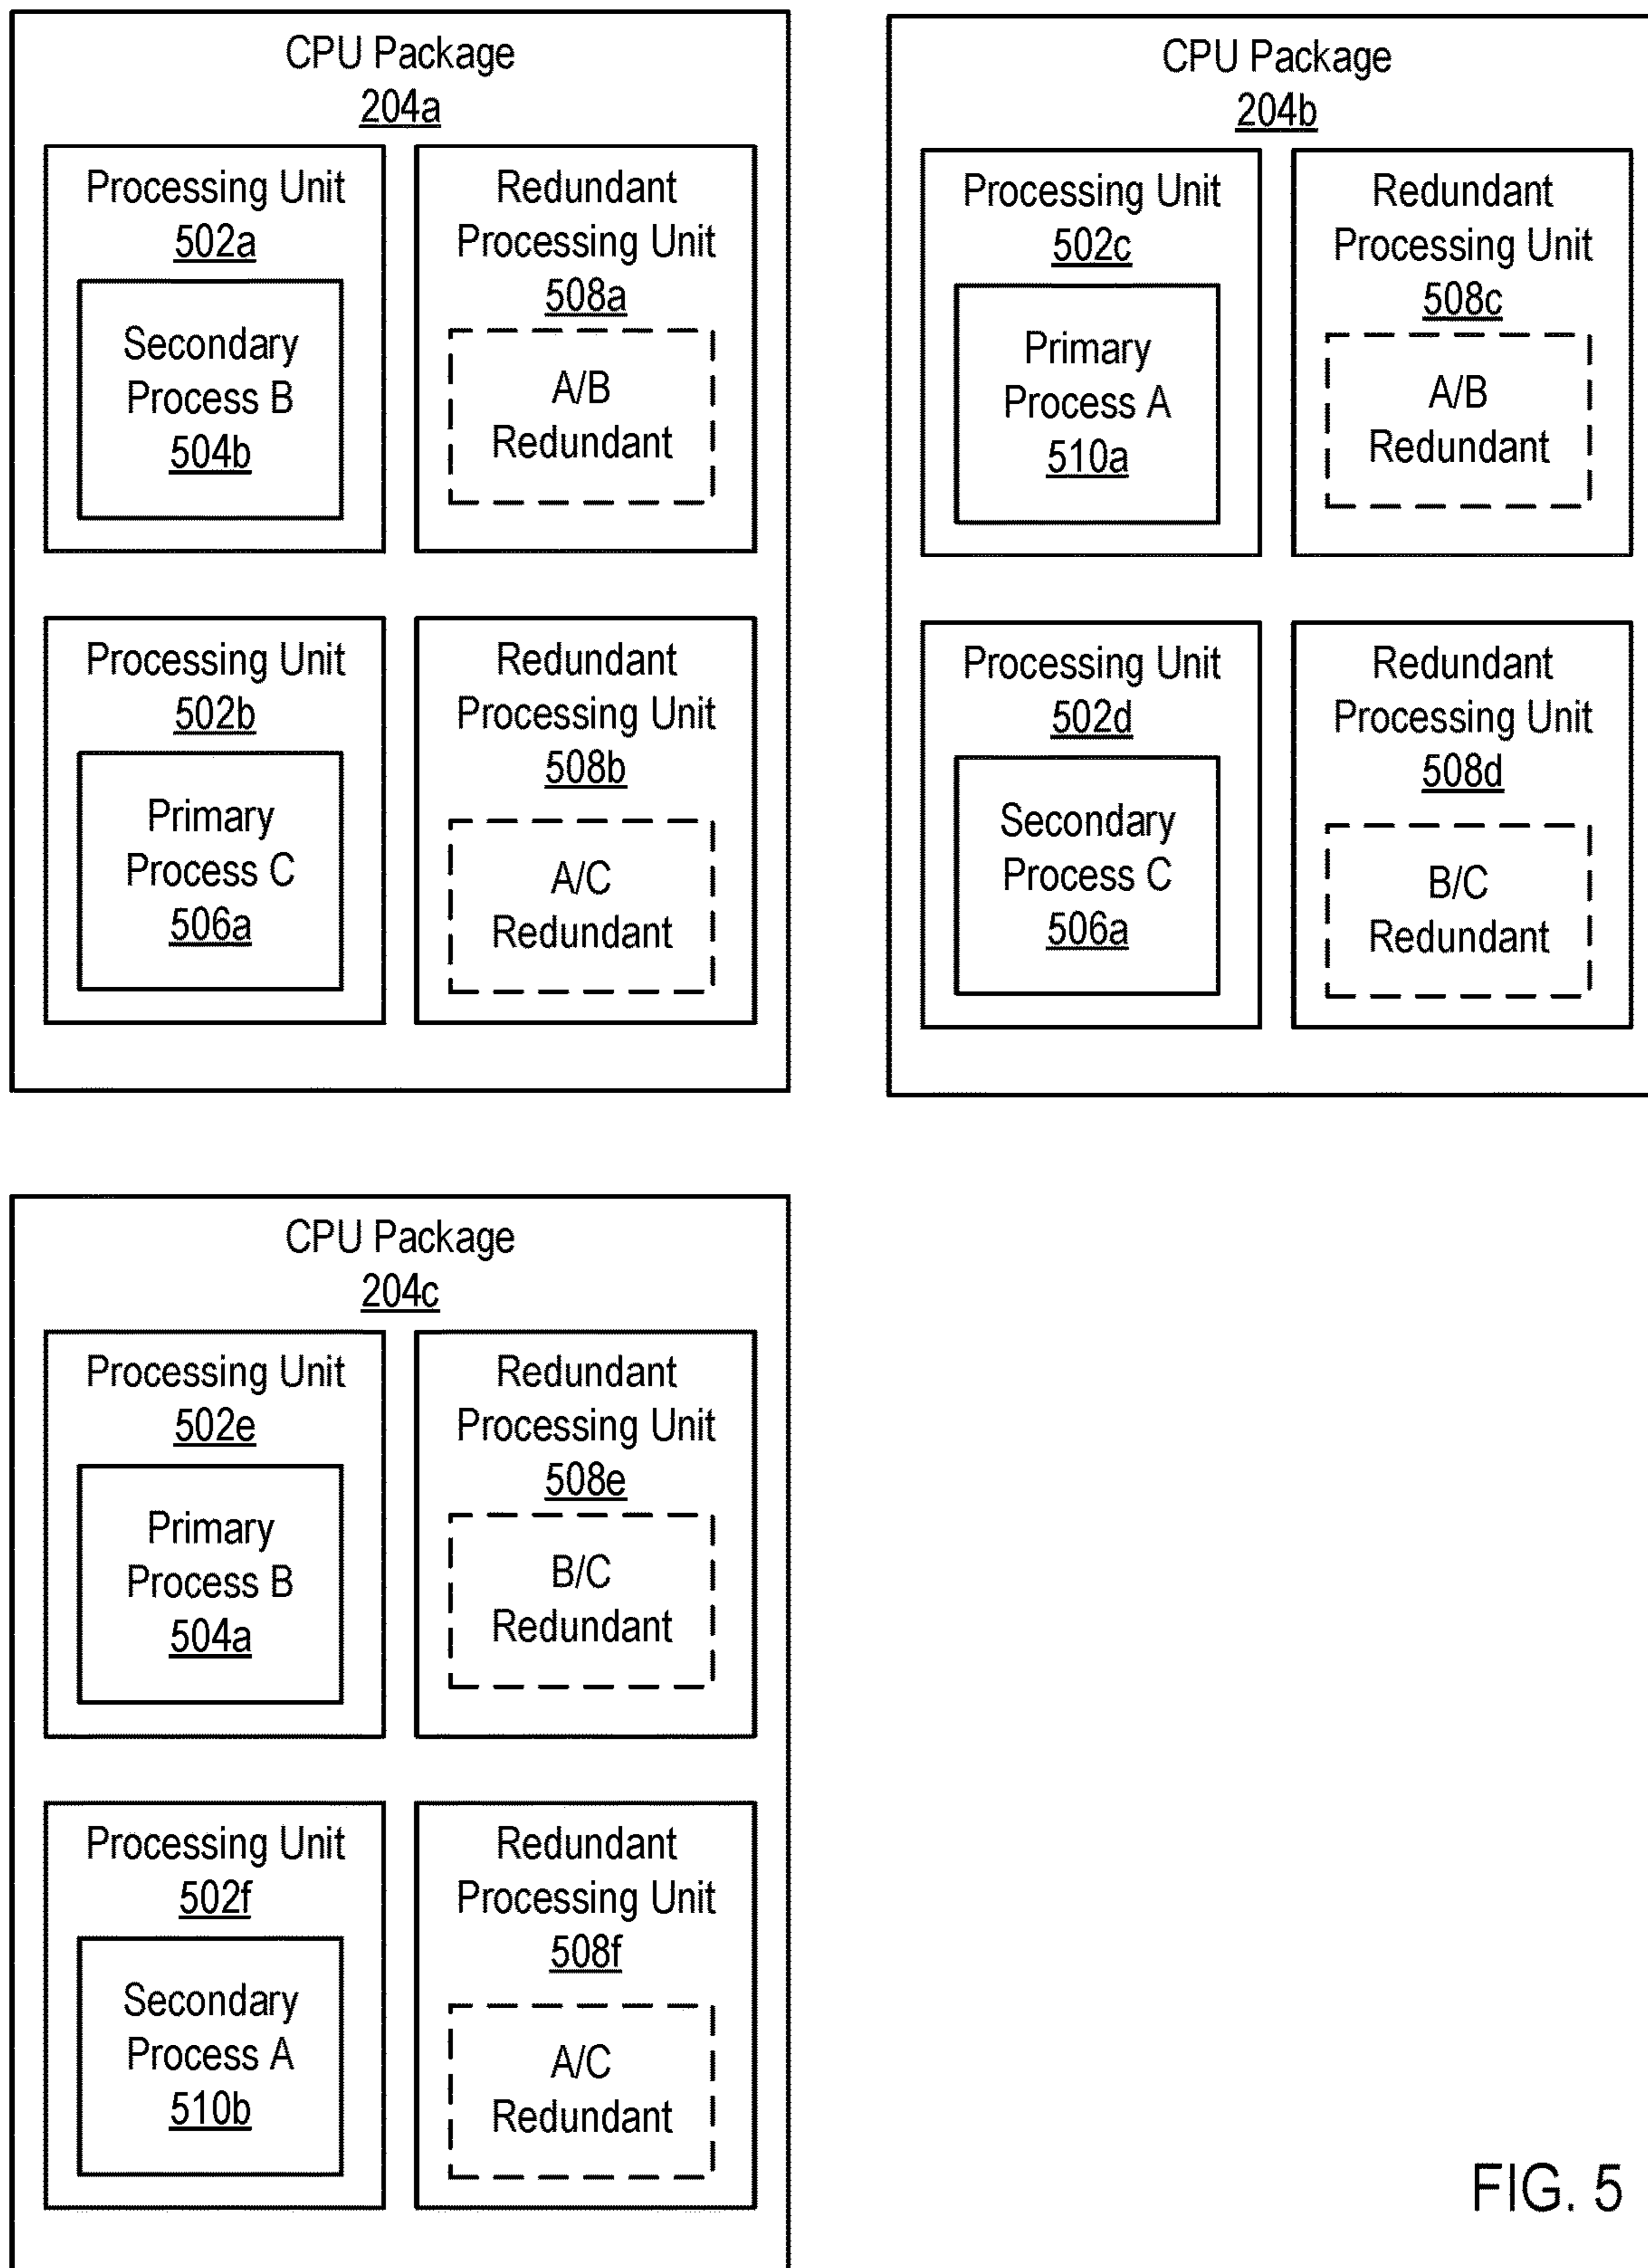 CPU Package
204a
Processing Unit
502a
Secondary
Process B
504b
Redundant
Processing Unit
508a
A/B
Redundant
Processing Unit
502b
Primary
Process C
506a
Redundant
Processing Unit
508b
A/C
Redundant
CPU Package
204b
Processing Unit
502c
Primary
Process A
510a
Redundant
Processing Unit
508c
A/B
Redundant
Processing Unit
502d
Secondary
Process C
506a
Redundant
Processing Unit
508d
B/C
Redundant
CPU Package
204c
Processing Unit
502e
Primary
Process B
504a
Redundant
Processing Unit
508e
B/C
Redundant
Processing Unit
502f
Secondary
Process A
510b
Redundant
Processing Unit
508f
A/C
Redundant
FIG. 5